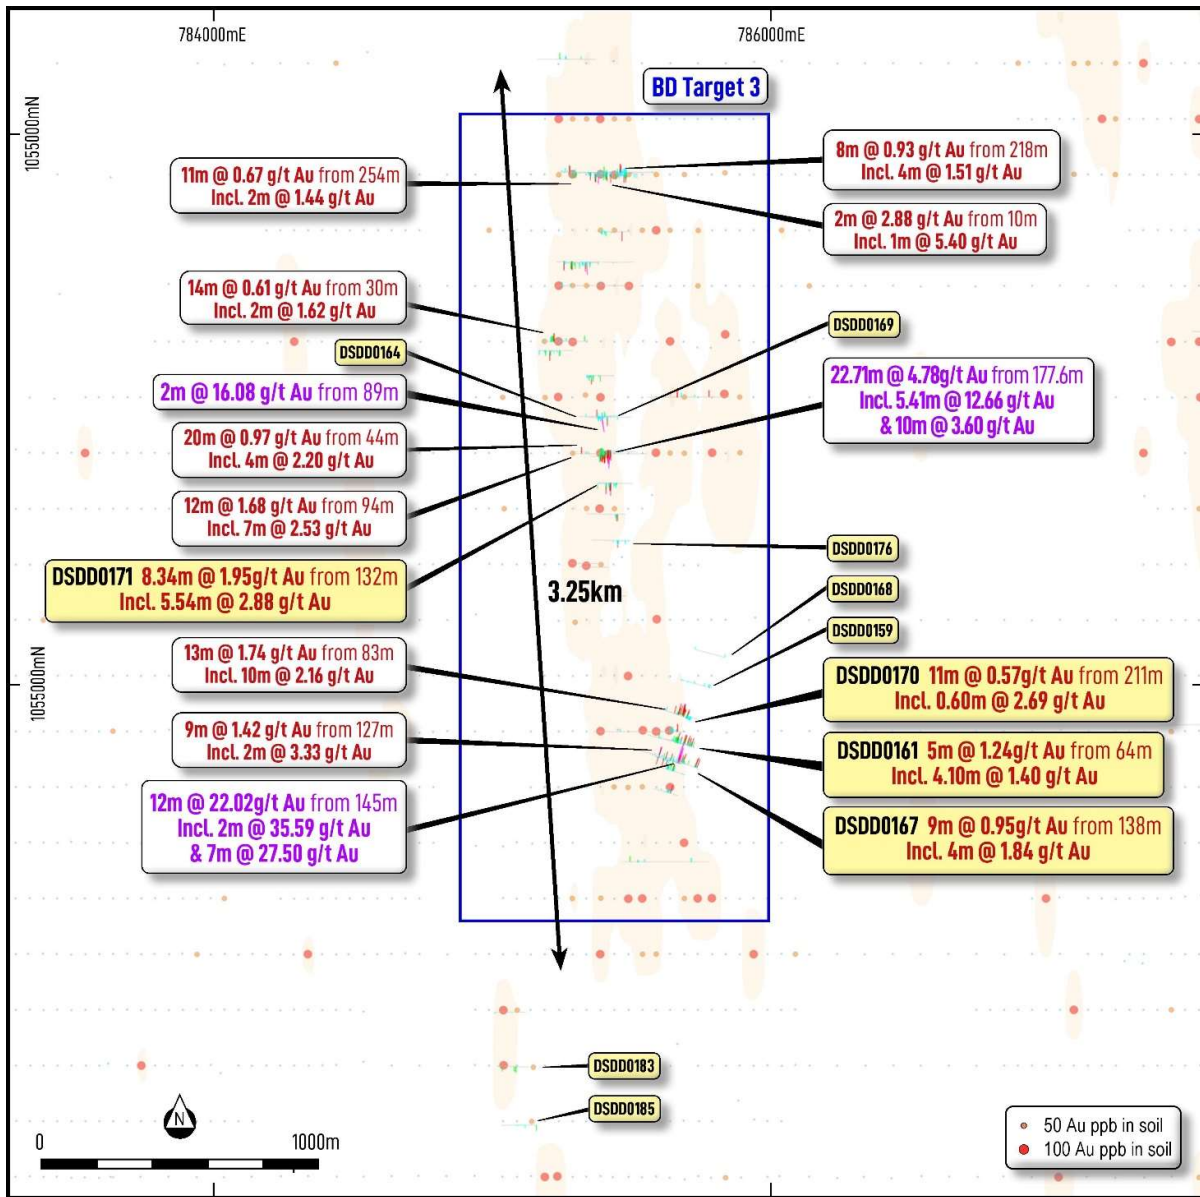 784000mE
786000mE
1055000mN
BD Target 3
11m @ 0.67 g/t Au from 254m
Incl. 2m @ 1.44 g/t Au
8m @ 0.93 g/t Au from 218m
Incl. 4m @ 1.51 g/t Au
2m @ 2.88 g/t Au from 10m
Incl. 1m @ 5.40 g/t Au
14m @ 0.61 g/t Au from 30m
Incl. 2m @ 1.62 g/t Au
DSDD0164
2m @ 16.08 g/t Au from 89m
20m @ 0.97 g/t Au from 44m
Incl. 4m @ 2.20 g/t Au
12m @ 1.68 g/t Au from 94m
Incl. 7m @ 2.53 g/t Au
DSDD0171 8.34m @ 1.95g/t Au from 132m
Incl. 5.54m @ 2.88 g/t Au
DSDD0169
22.71m @ 4.78g/t Au from 177.6m
Incl. 5.41m @ 12.66 g/t Au
& 10m @ 3.60 g/t Au
DSDD0176
DSDD0168
DSDD0159
3.25km
1055000mN
13m @ 1.74 g/t Au from 83m
Incl. 10m @ 2.16 g/t Au
9m @ 1.42 g/t Au from 127m
Incl. 2m @ 3.33 g/t Au
12m @ 22.02g/t Au from 145m
Incl. 2m @ 35.59 g/t Au
& 7m @ 27.50 g/t Au
DSDD0170 11m @ 0.57g/t Au from 211m
Incl. 0.60m @ 2.69 g/t Au
DSDD0161 5m @ 1.24g/t Au from 64m
Incl. 4.10m @ 1.40 g/t Au
DSDD0167 9m @ 0.95g/t Au from 138m
Incl. 4m @ 1.84 g/t Au
DSDD0183
DSDD0185
N
0 1000m
50 Au ppb in soil
100 Au ppb in soil